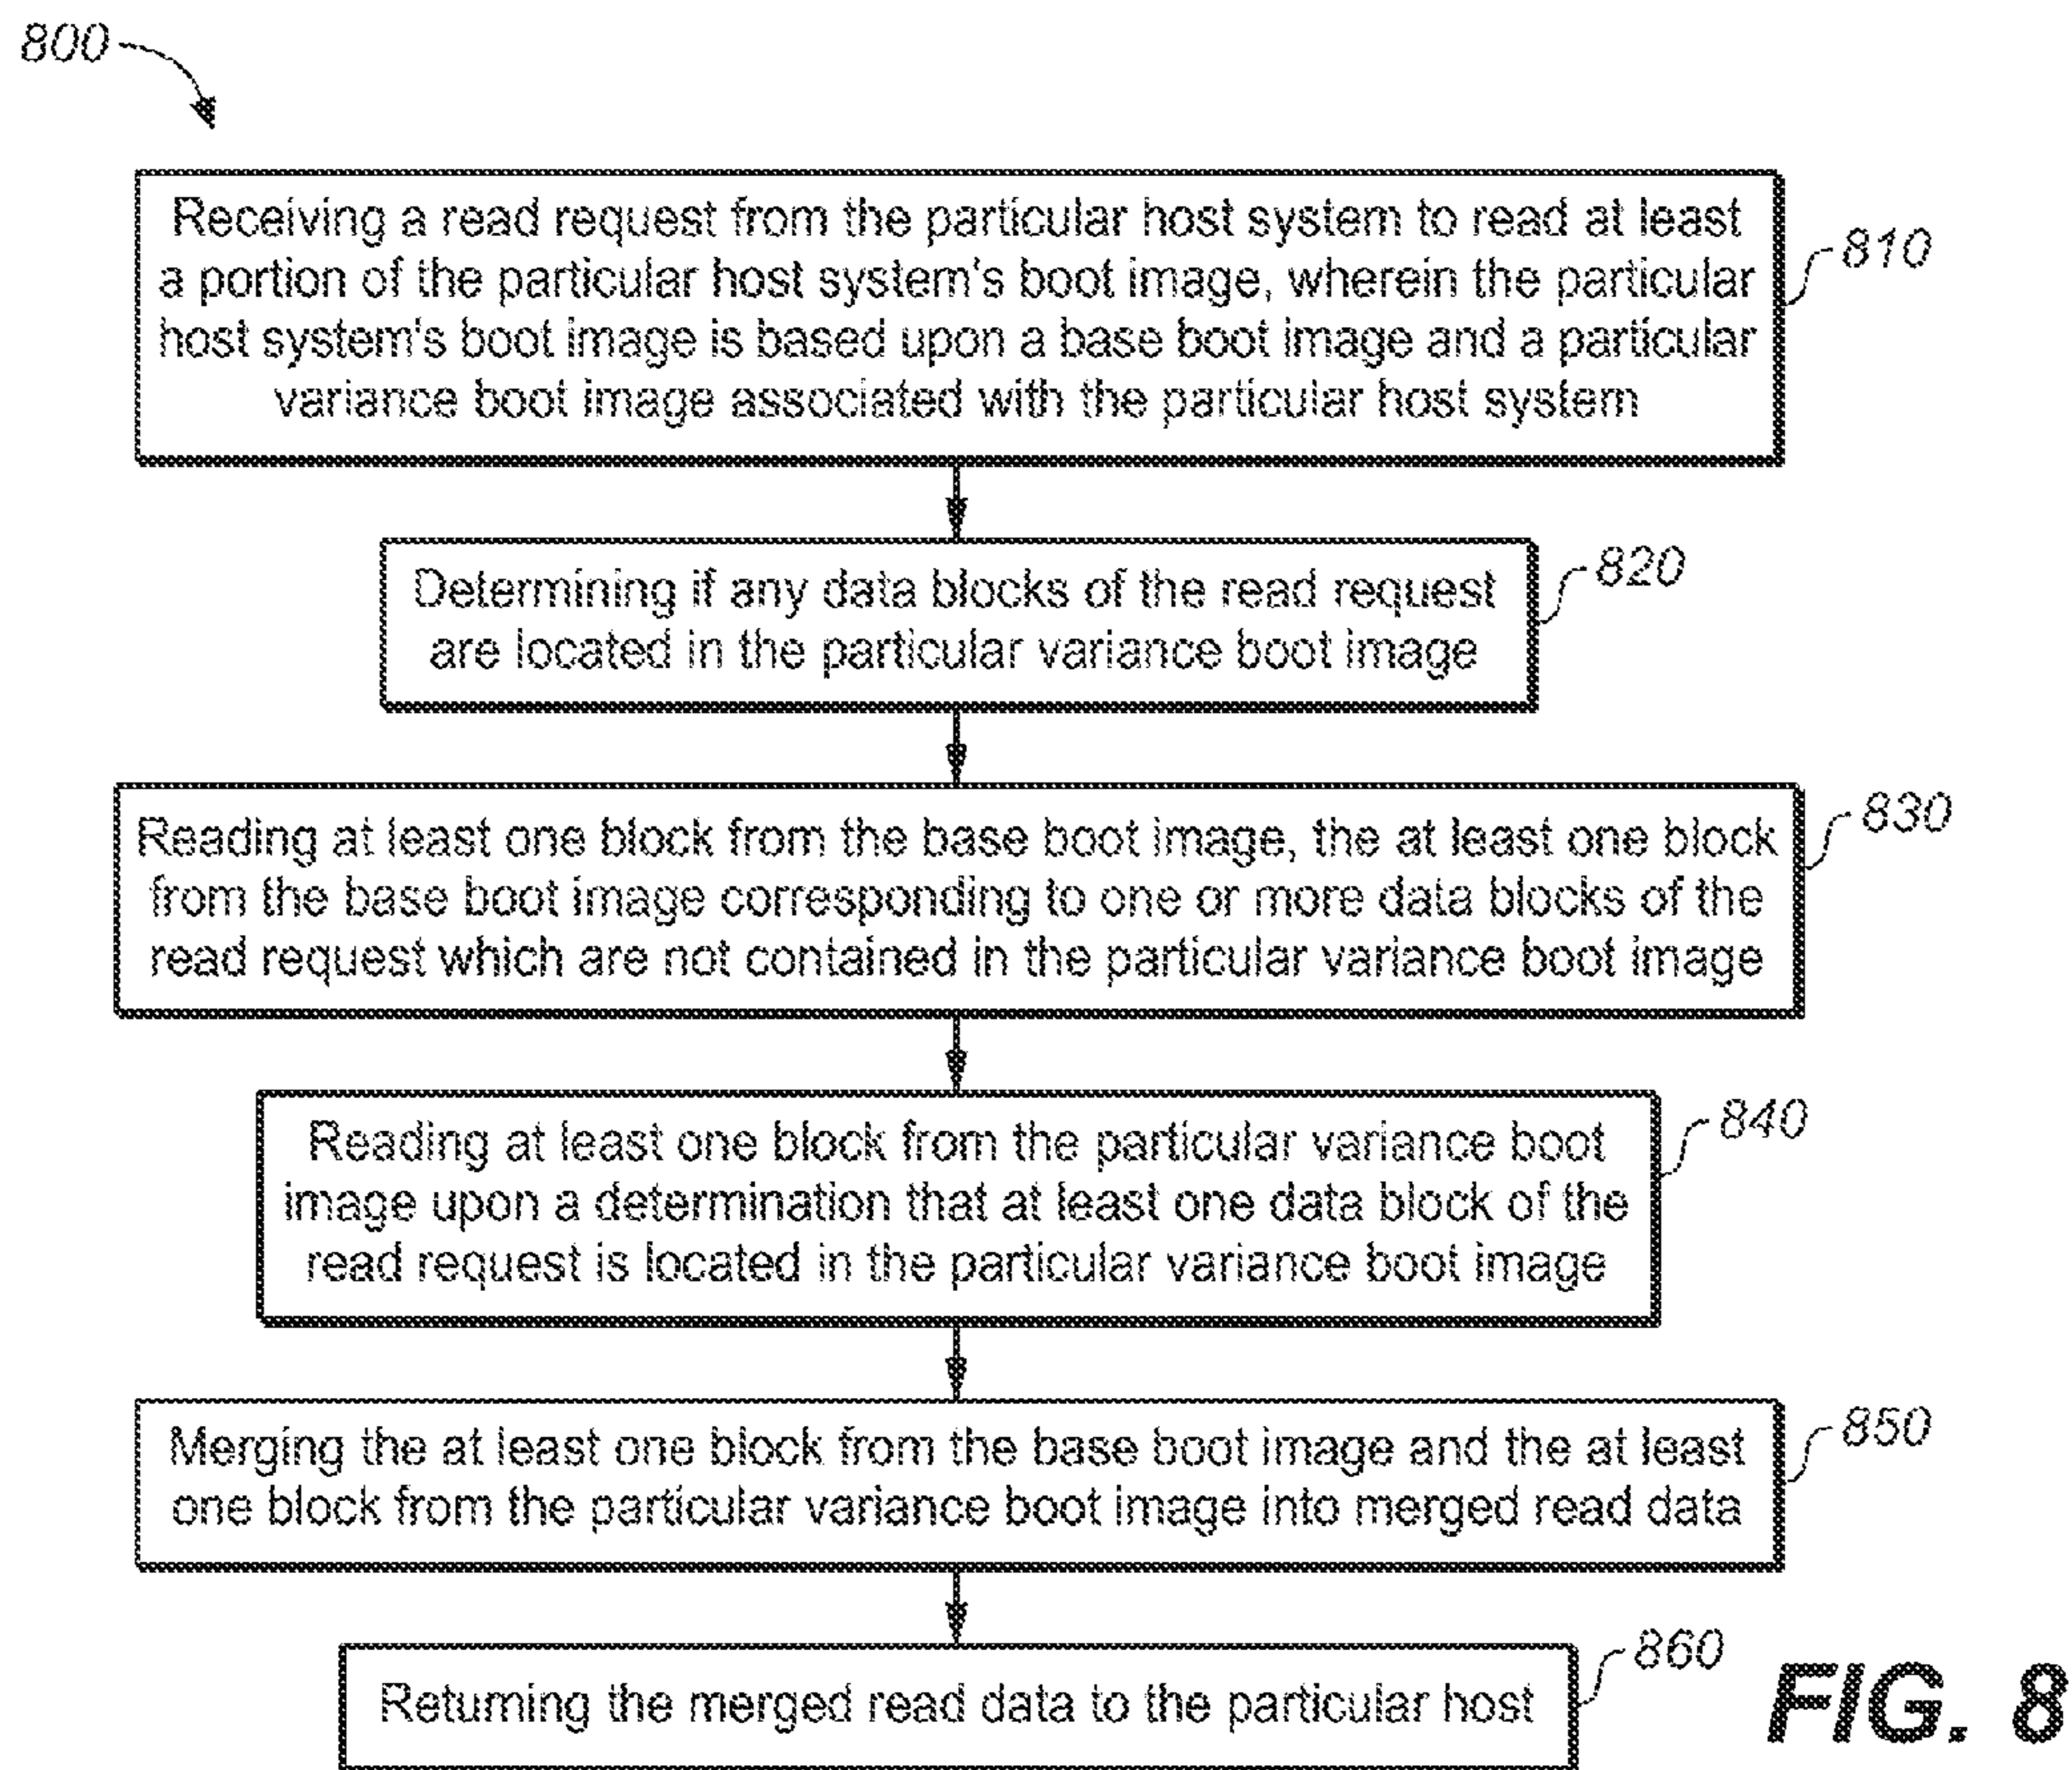 800
Receiving a read request from the particular host system to read at least
a portion of the particular host system's boot image, wherein the particular
host system's boot image is based upon a base boot image and a particular
variance boot image associated with the particular host system
810
Determining if any data blocks of the read request
are located in the particular variance boot image
820
Reading at least one block from the base boot image, the at least one block
from the base boot image corresponding to one or more data blocks of the
read request which are not contained in the particular variance boot image
830
Reading at least one block from the particular variance boot
image upon a determination that at least one data block of the
read request is located in the particular variance boot image
840
Merging the at least one block from the base boot image and the at least
one block from the particular variance boot image into merged read data
850
Returning the merged read data to the particular host
860
FIG. 8